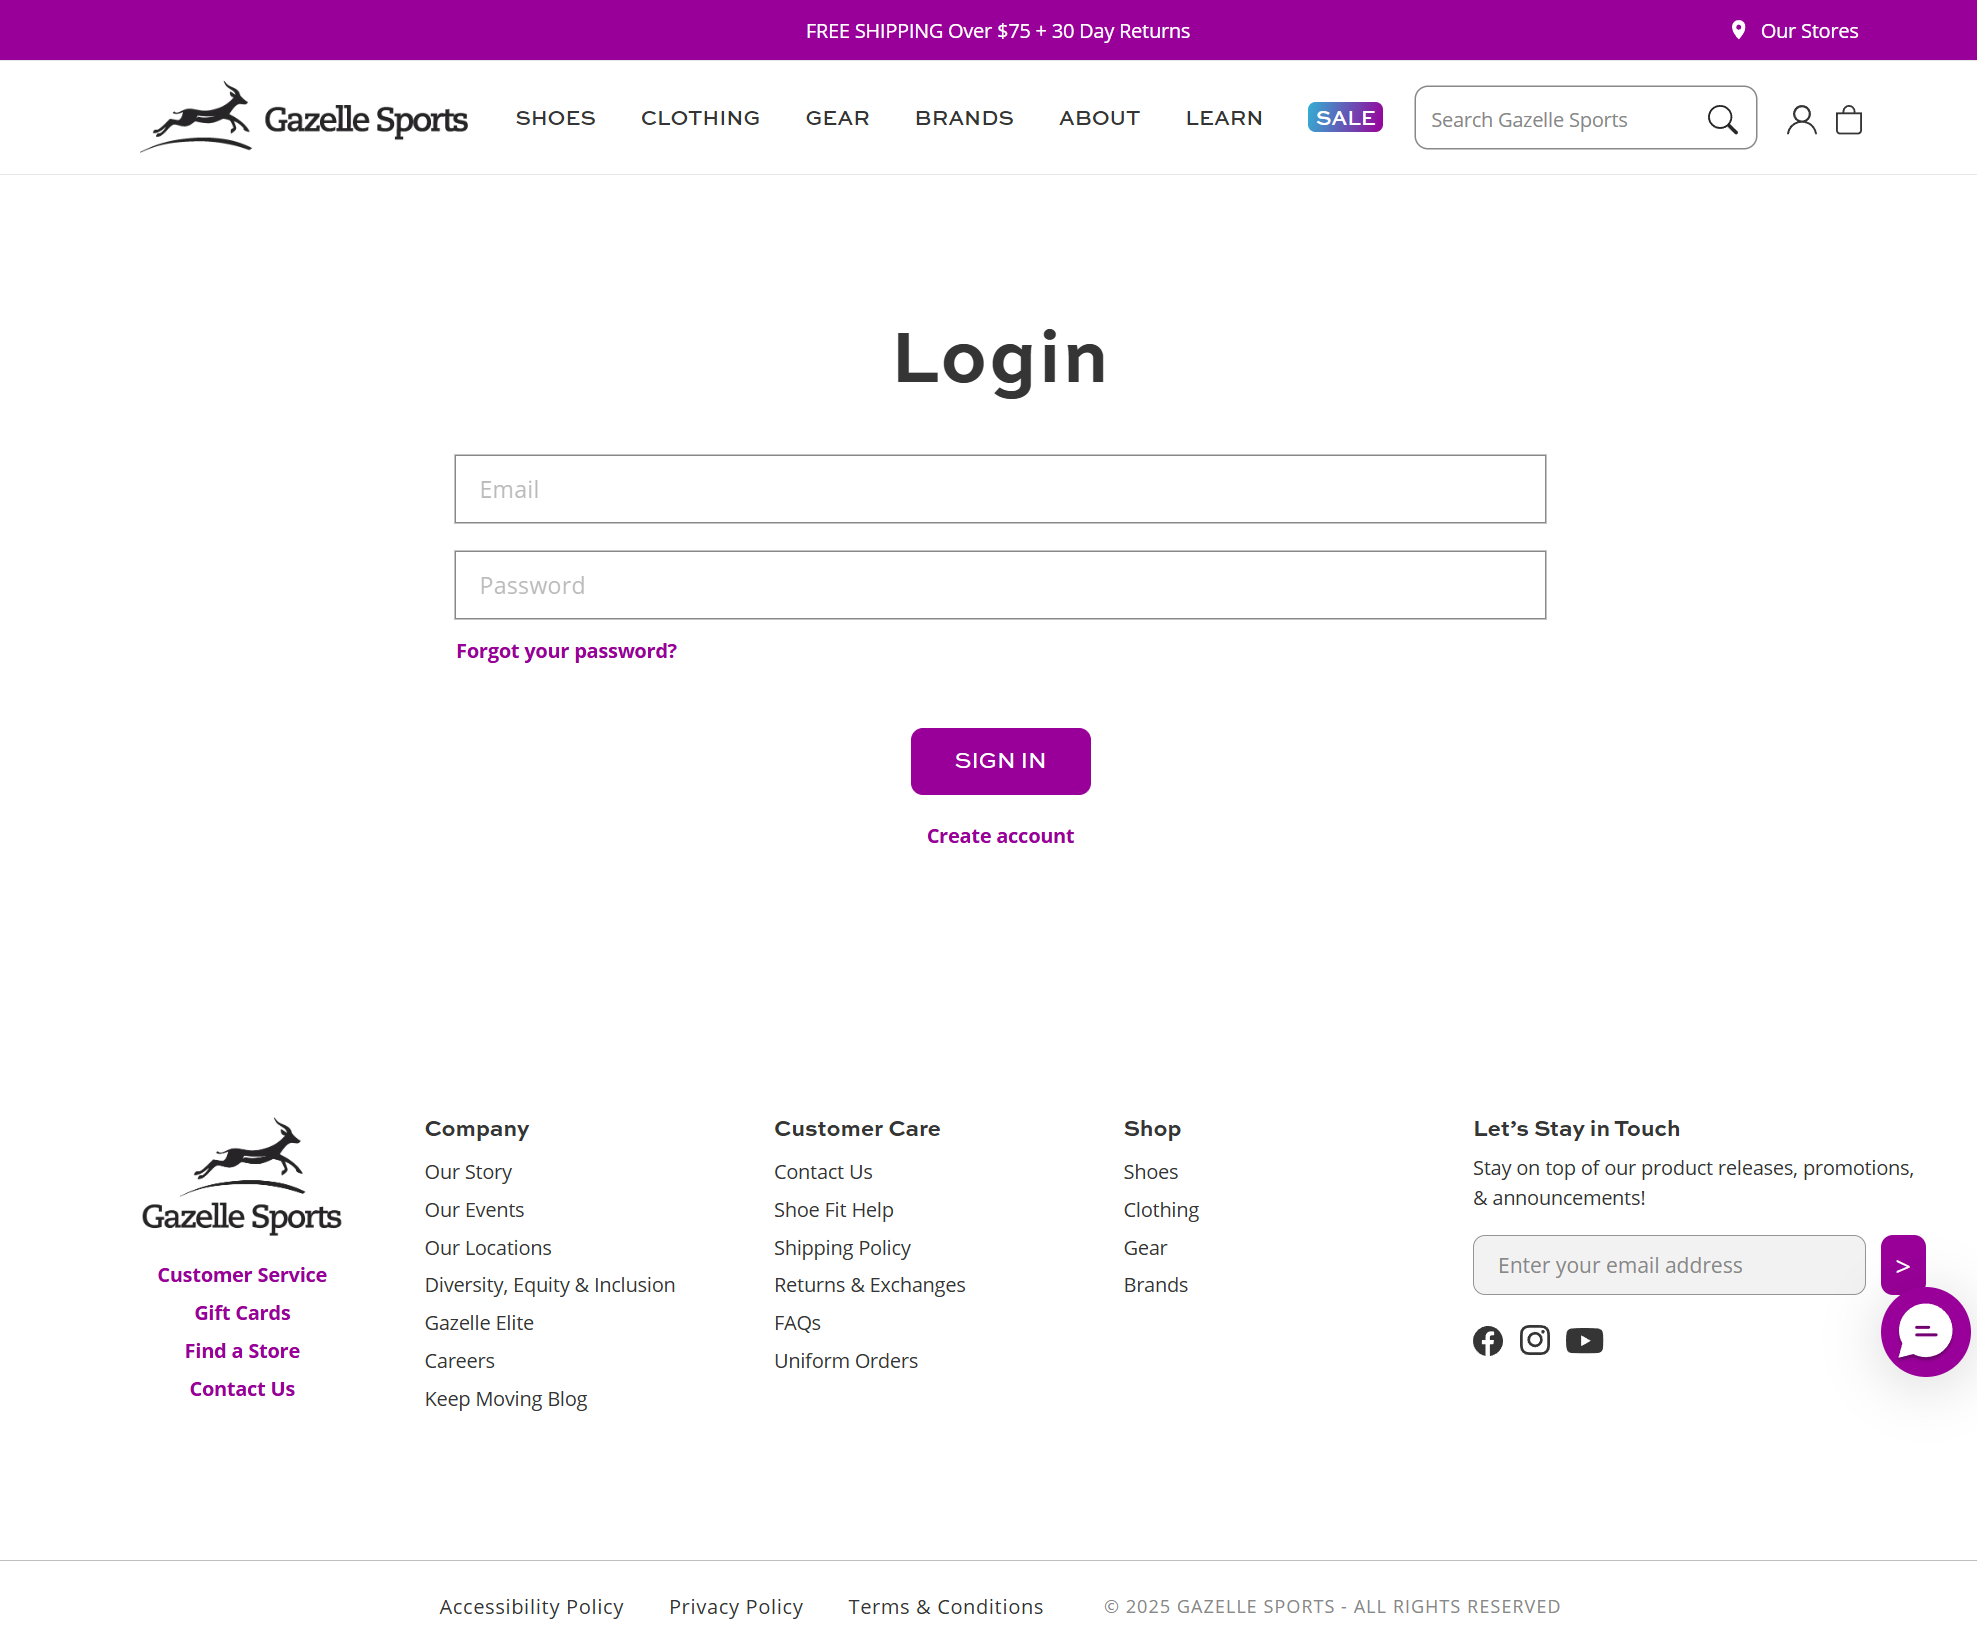 FREE SHIPPING Over $75 + 30 Day Returns
Our Stores
Gazelle Sports
SHOES
CLOTHING
GEAR
BRANDS
ABOUT
LEARN
SALE
Search Gazelle Sports
Login
Email
Password
Forgot your password?
SIGN IN
Create account
Gazelle Sports
Customer Service
Gift Cards
Find a Store
Contact Us
Company
Our Story
Our Events
Our Locations
Diversity, Equity & Inclusion
Gazelle Elite
Careers
Keep Moving Blog
Customer Care
Contact Us
Shoe Fit Help
Shipping Policy
Returns & Exchanges
FAQs
Uniform Orders
Shop
Shoes
Clothing
Gear
Brands
Let’s Stay in Touch
Stay on top of our product releases, promotions,
& announcements!
Enter your email address
>
Accessibility Policy
Privacy Policy
Terms & Conditions
© 2025 GAZELLE SPORTS - ALL RIGHTS RESERVED